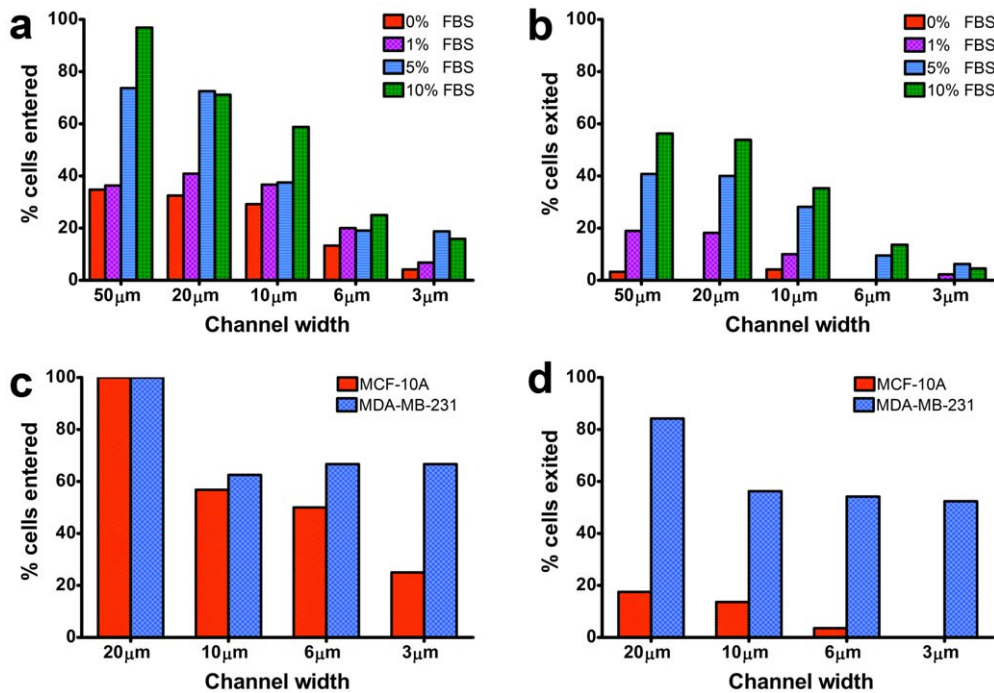 a
% cells entered
100
80
60
40
20
0
50μm 20μm 10μm 6μm 3μm
Channel width
0% FBS
1% FBS
5% FBS
10% FBS
b
% cells exited
100
80
60
40
20
0
50μm 20μm 10μm 6μm 3μm
Channel width
0% FBS
1% FBS
5% FBS
10% FBS
c
% cells entered
100
80
60
40
20
0
20μm 10μm 6μm 3μm
Channel width
MCF-10A
MDA-MB-231
d
% cells exited
100
80
60
40
20
0
20μm 10μm 6μm 3μm
Channel width
MCF-10A
MDA-MB-231